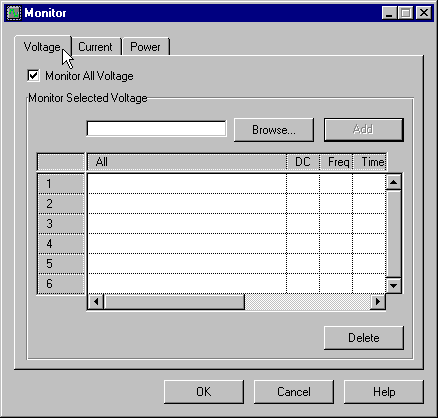 Monitor
Voltage Current Power
Monitor All Voltage
Monitor Selected Voltage
Browse... Add
All DC Freq Time
1
2
3
4
5
6
Delete
OK Cancel Help